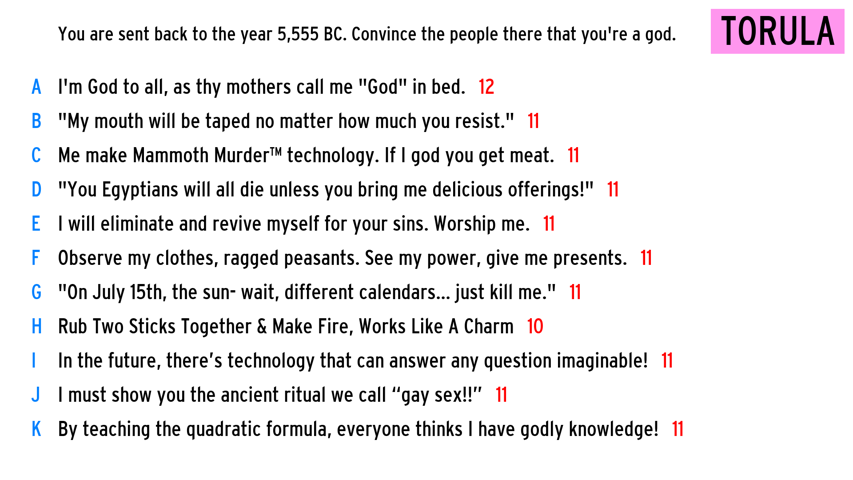 You are sent back to the year 5,555 BC. Convince the people there that you're a god.
TORULA
A I'm God to all, as thy mothers call me "God" in bed. 12
B "My mouth will be taped no matter how much you resist." 11
C Me make Mammoth Murder™ technology. If I god you get meat. 11
D "You Egyptians will all die unless you bring me delicious offerings!" 11
E I will eliminate and revive myself for your sins. Worship me. 11
F Observe my clothes, ragged peasants. See my power, give me presents. 11
G "On July 15th, the sun- wait, different calendars... just kill me." 11
H Rub Two Sticks Together & Make Fire, Works Like A Charm 10
I In the future, there’s technology that can answer any question imaginable! 11
J I must show you the ancient ritual we call “gay sex!!” 11
K By teaching the quadratic formula, everyone thinks I have godly knowledge! 11